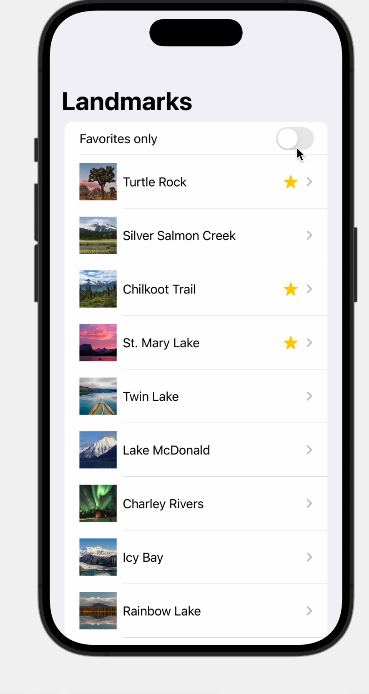 Landmarks
Favorites only
Turtle Rock
Silver Salmon Creek
Chilkoot Trail
St. Mary Lake
Twin Lake
Lake McDonald
Charley Rivers
Icy Bay
Rainbow Lake